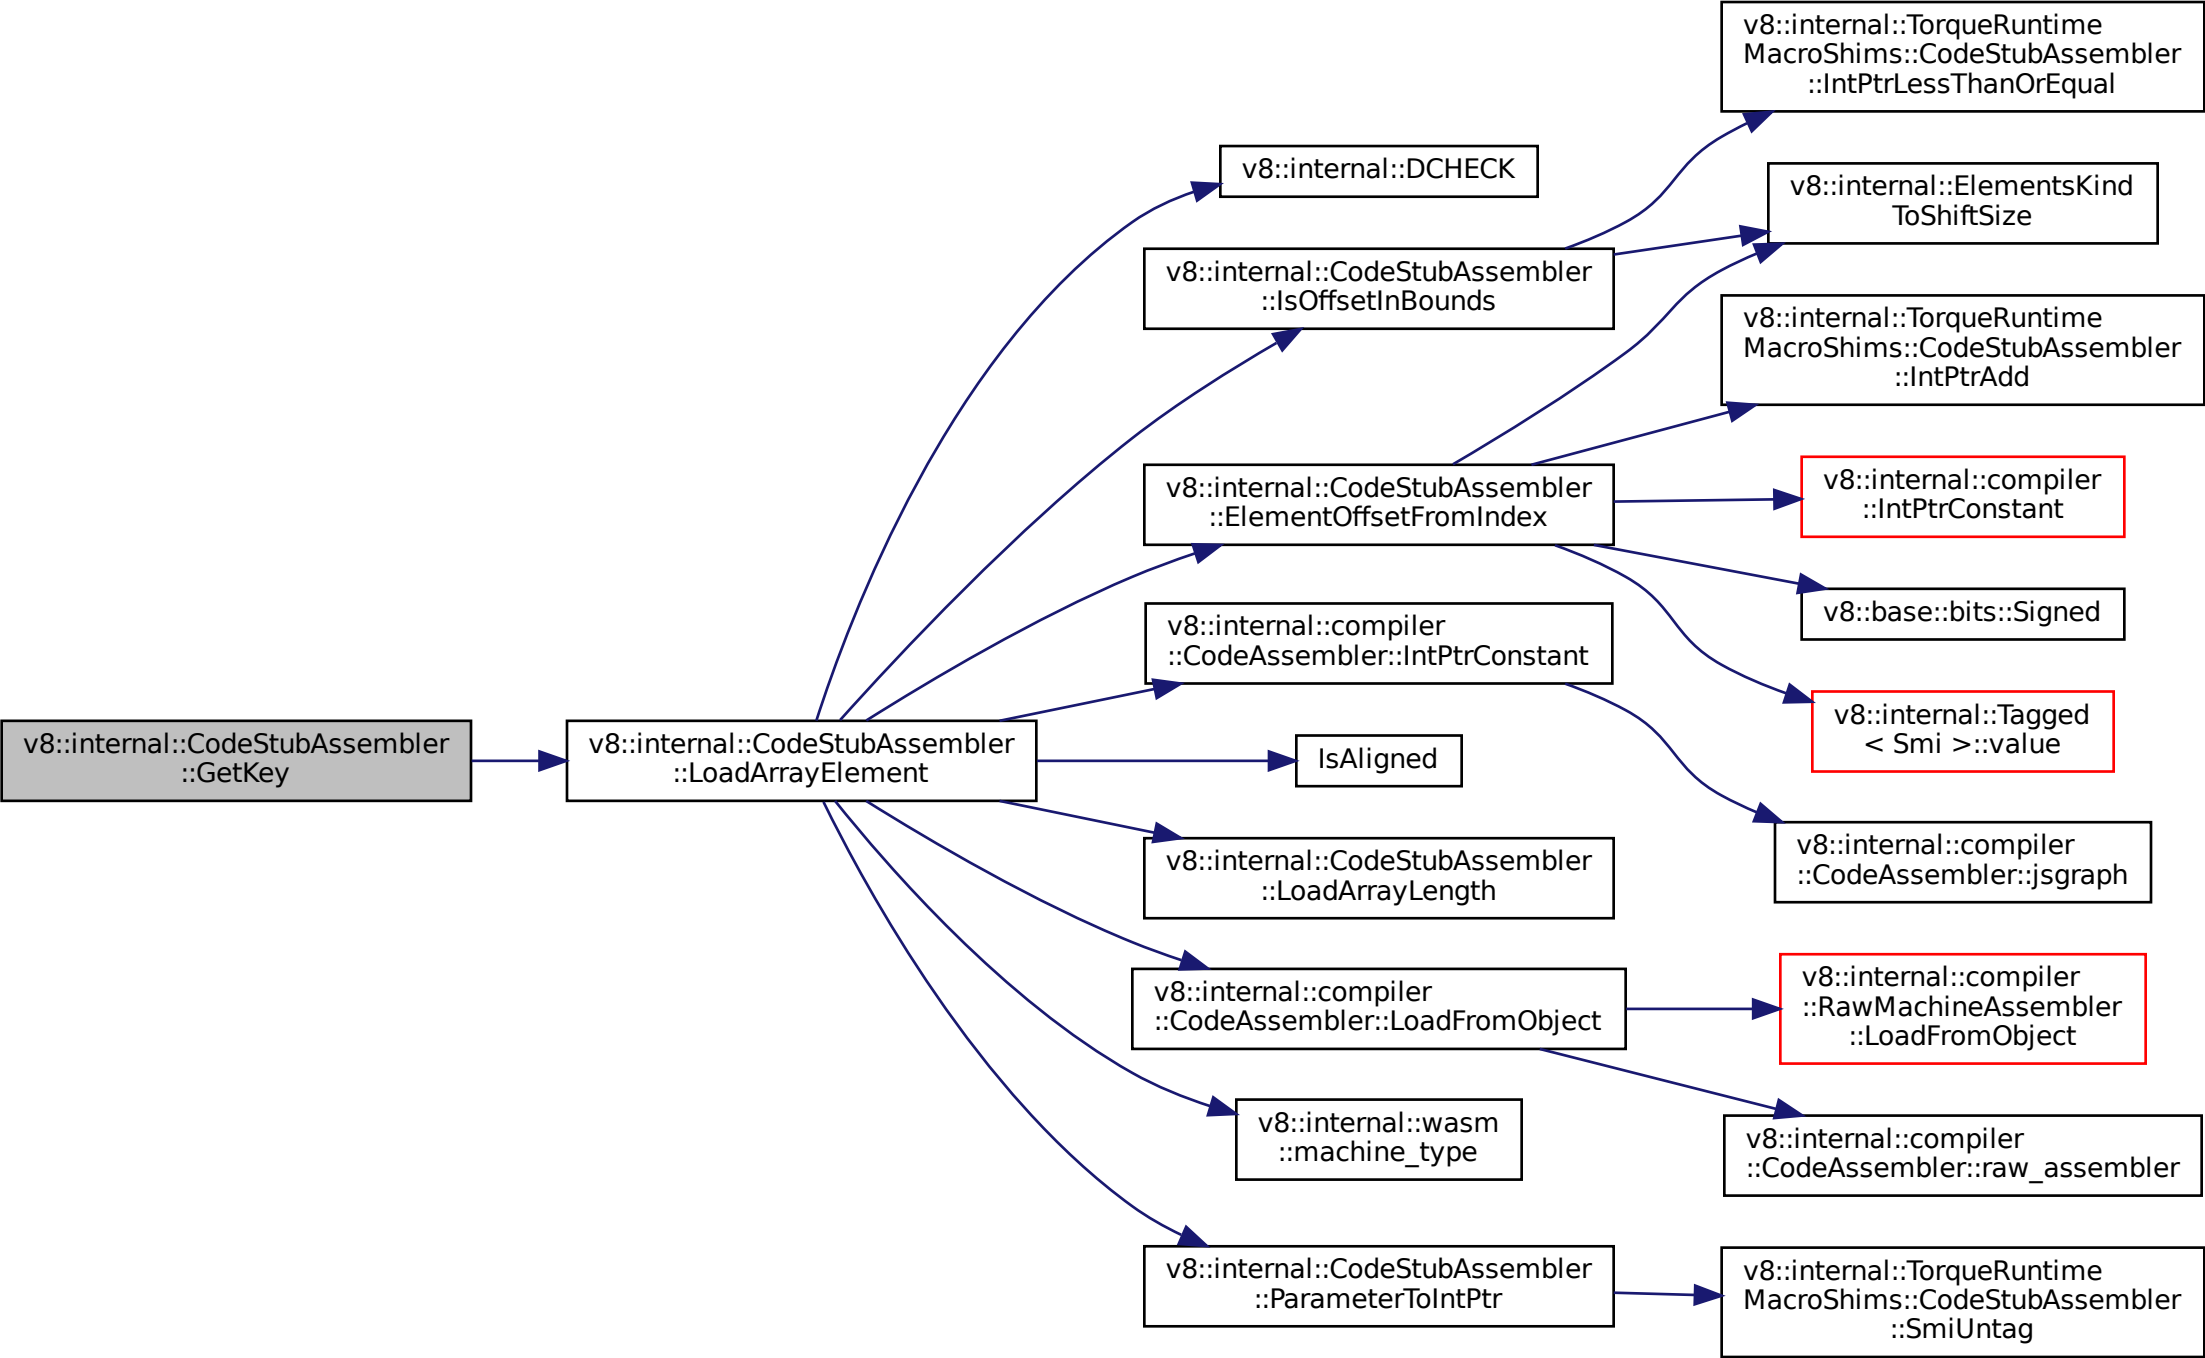 v8::internal::CodeStubAssembler
::GetKey
v8::internal::CodeStubAssembler
::LoadArrayElement
v8::internal::DCHECK
v8::internal::CodeStubAssembler
::IsOffsetInBounds
v8::internal::CodeStubAssembler
::ElementOffsetFromIndex
v8::internal::compiler
::CodeAssembler::IntPtrConstant
IsAligned
v8::internal::CodeStubAssembler
::LoadArrayLength
v8::internal::compiler
::CodeAssembler::LoadFromObject
v8::internal::wasm
::machine_type
v8::internal::CodeStubAssembler
::ParameterToIntPtr
v8::internal::TorqueRuntime
MacroShims::CodeStubAssembler
::IntPtrLessThanOrEqual
v8::internal::ElementsKind
ToShiftSize
v8::internal::TorqueRuntime
MacroShims::CodeStubAssembler
::IntPtrAdd
v8::internal::compiler
::IntPtrConstant
v8::base::bits::Signed
v8::internal::Tagged
< Smi >::value
v8::internal::compiler
::CodeAssembler::jsgraph
v8::internal::compiler
::RawMachineAssembler
::LoadFromObject
v8::internal::compiler
::CodeAssembler::raw_assembler
v8::internal::TorqueRuntime
MacroShims::CodeStubAssembler
::SmiUntag